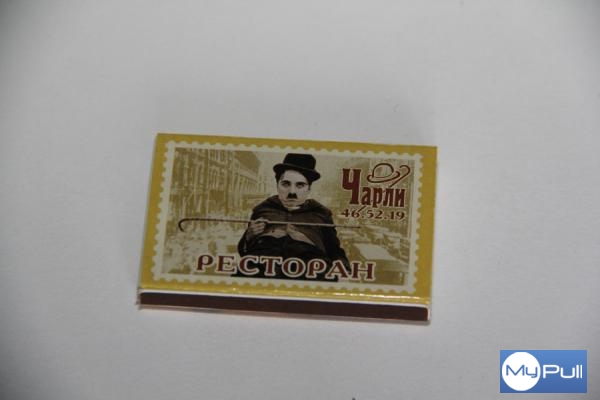 Чарли
46.52.19
РЕСТОРАН
MyPull